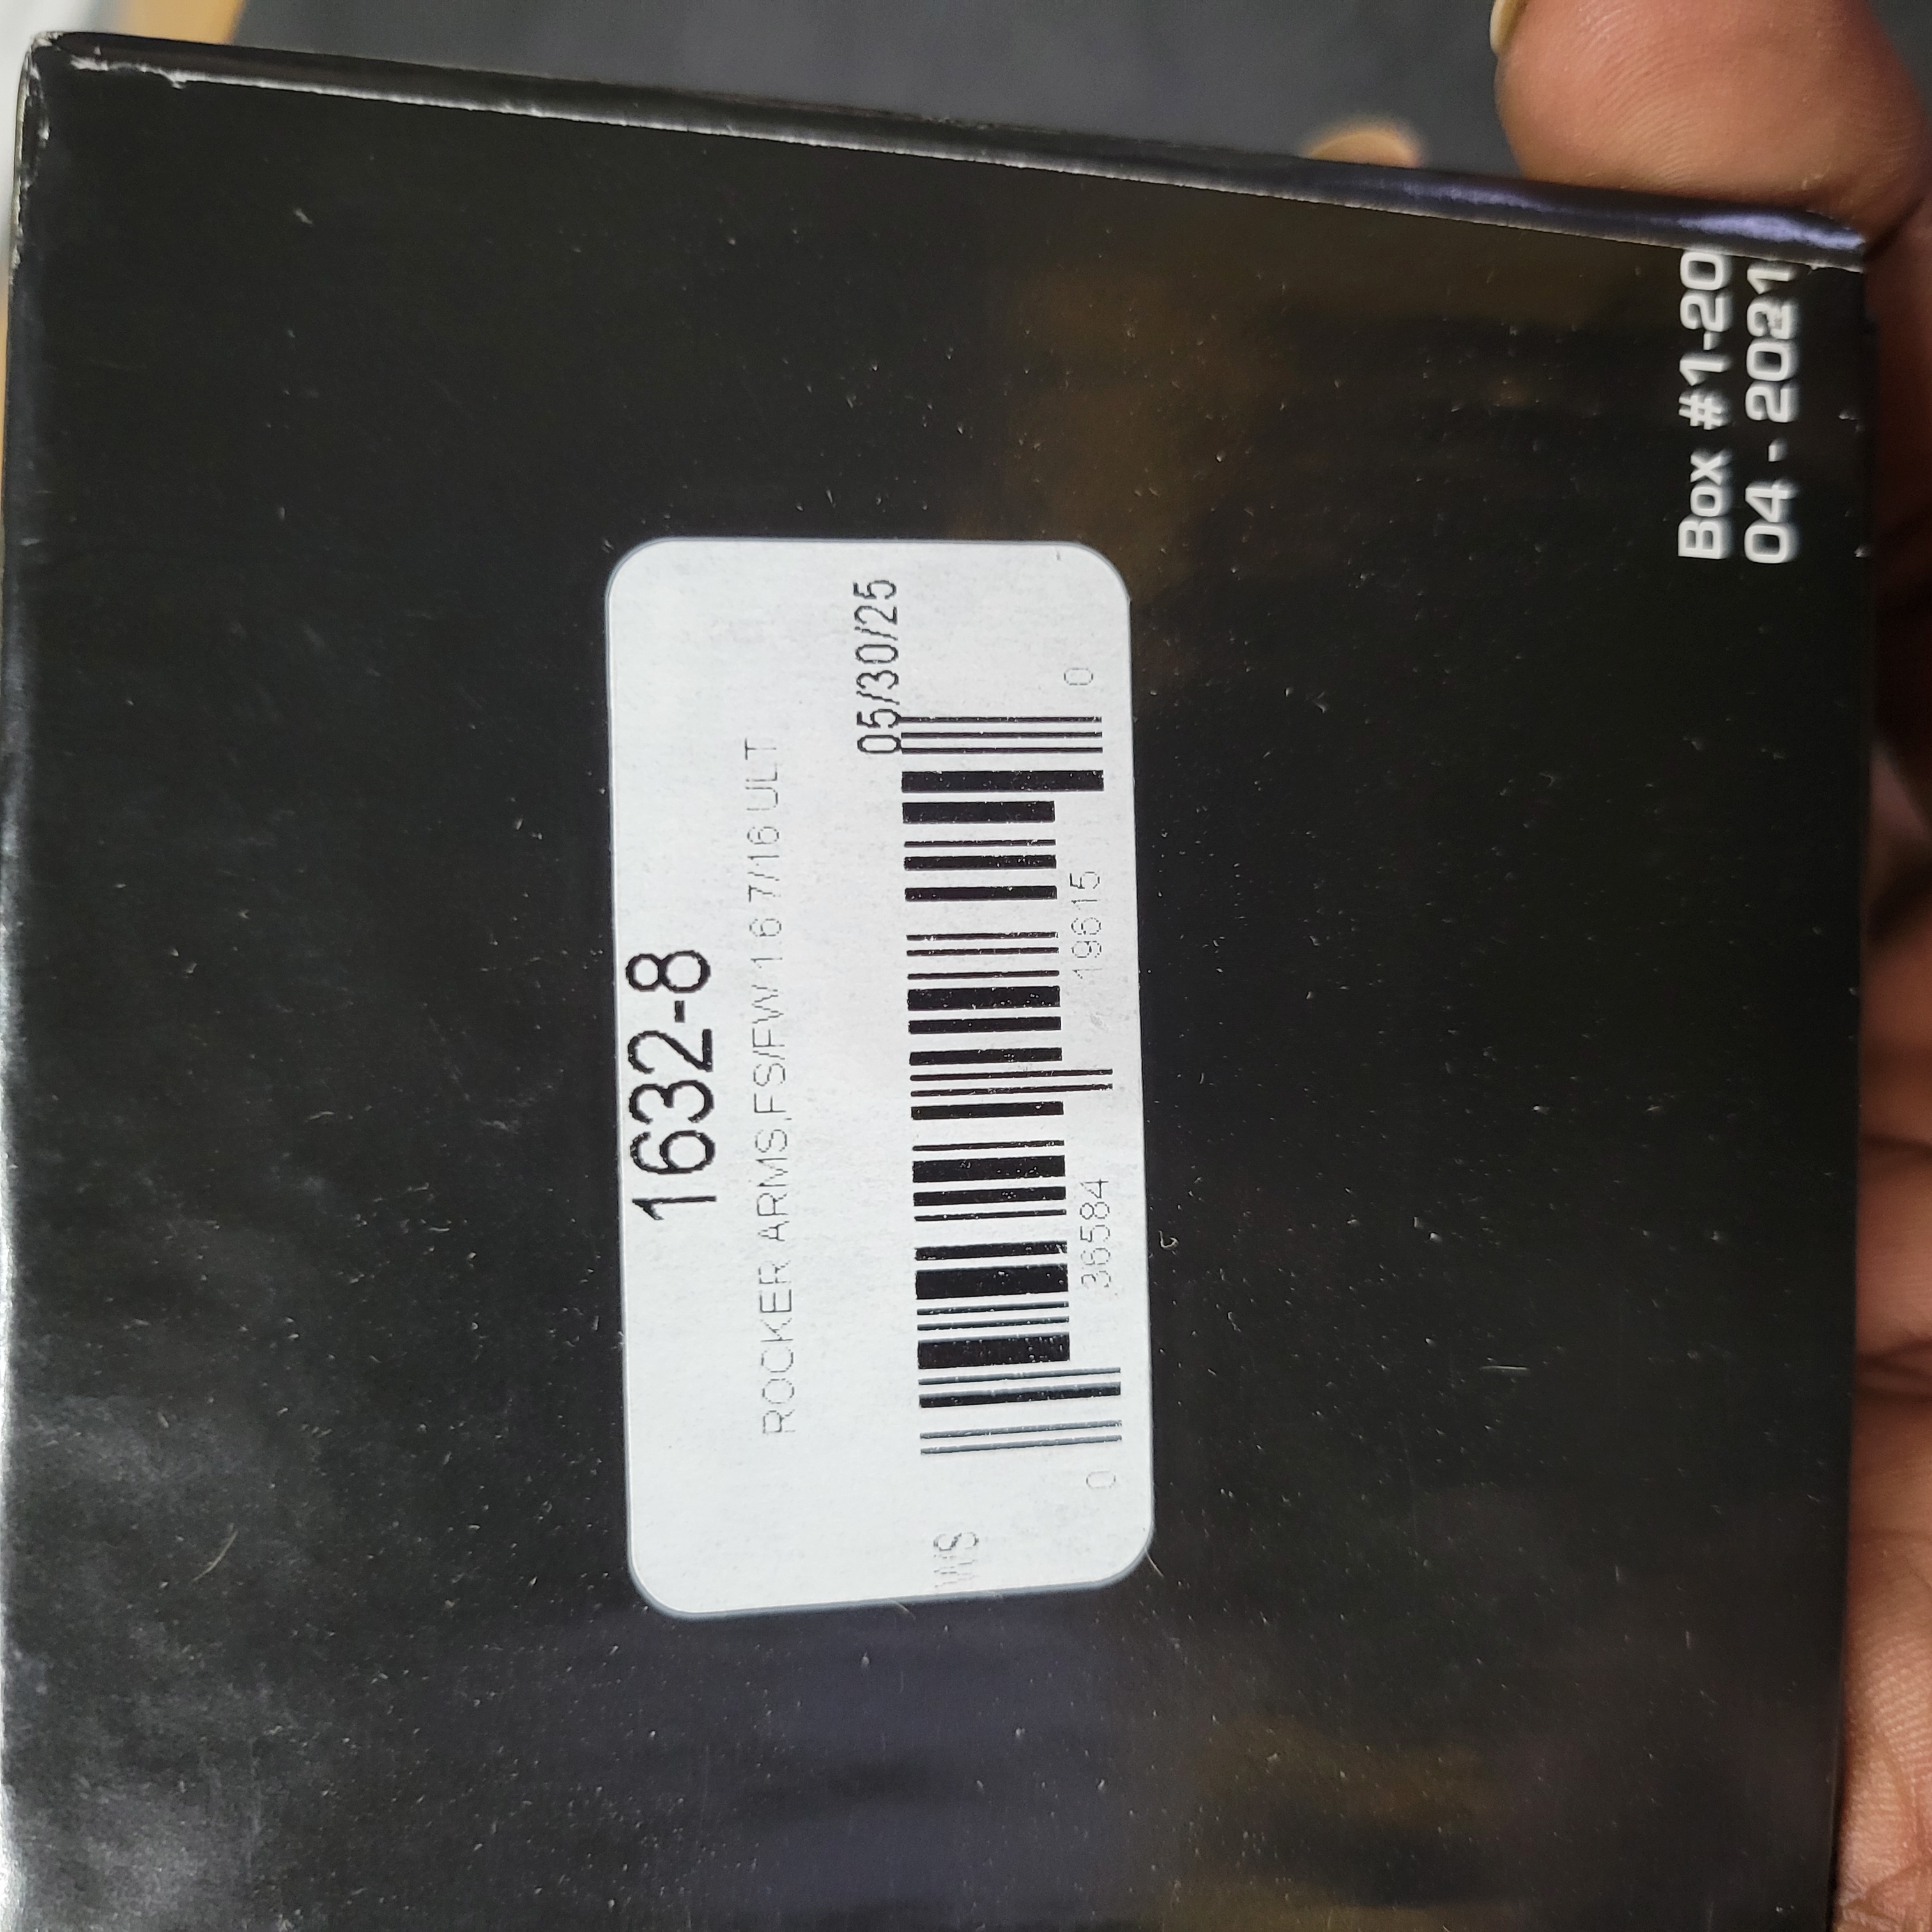 1632-8
ROCKER ARMS,FS/FW 1.6 7/16 ULT
05/30/25
WS
0 36584 19615 0
Box #1-20
04 - 2021